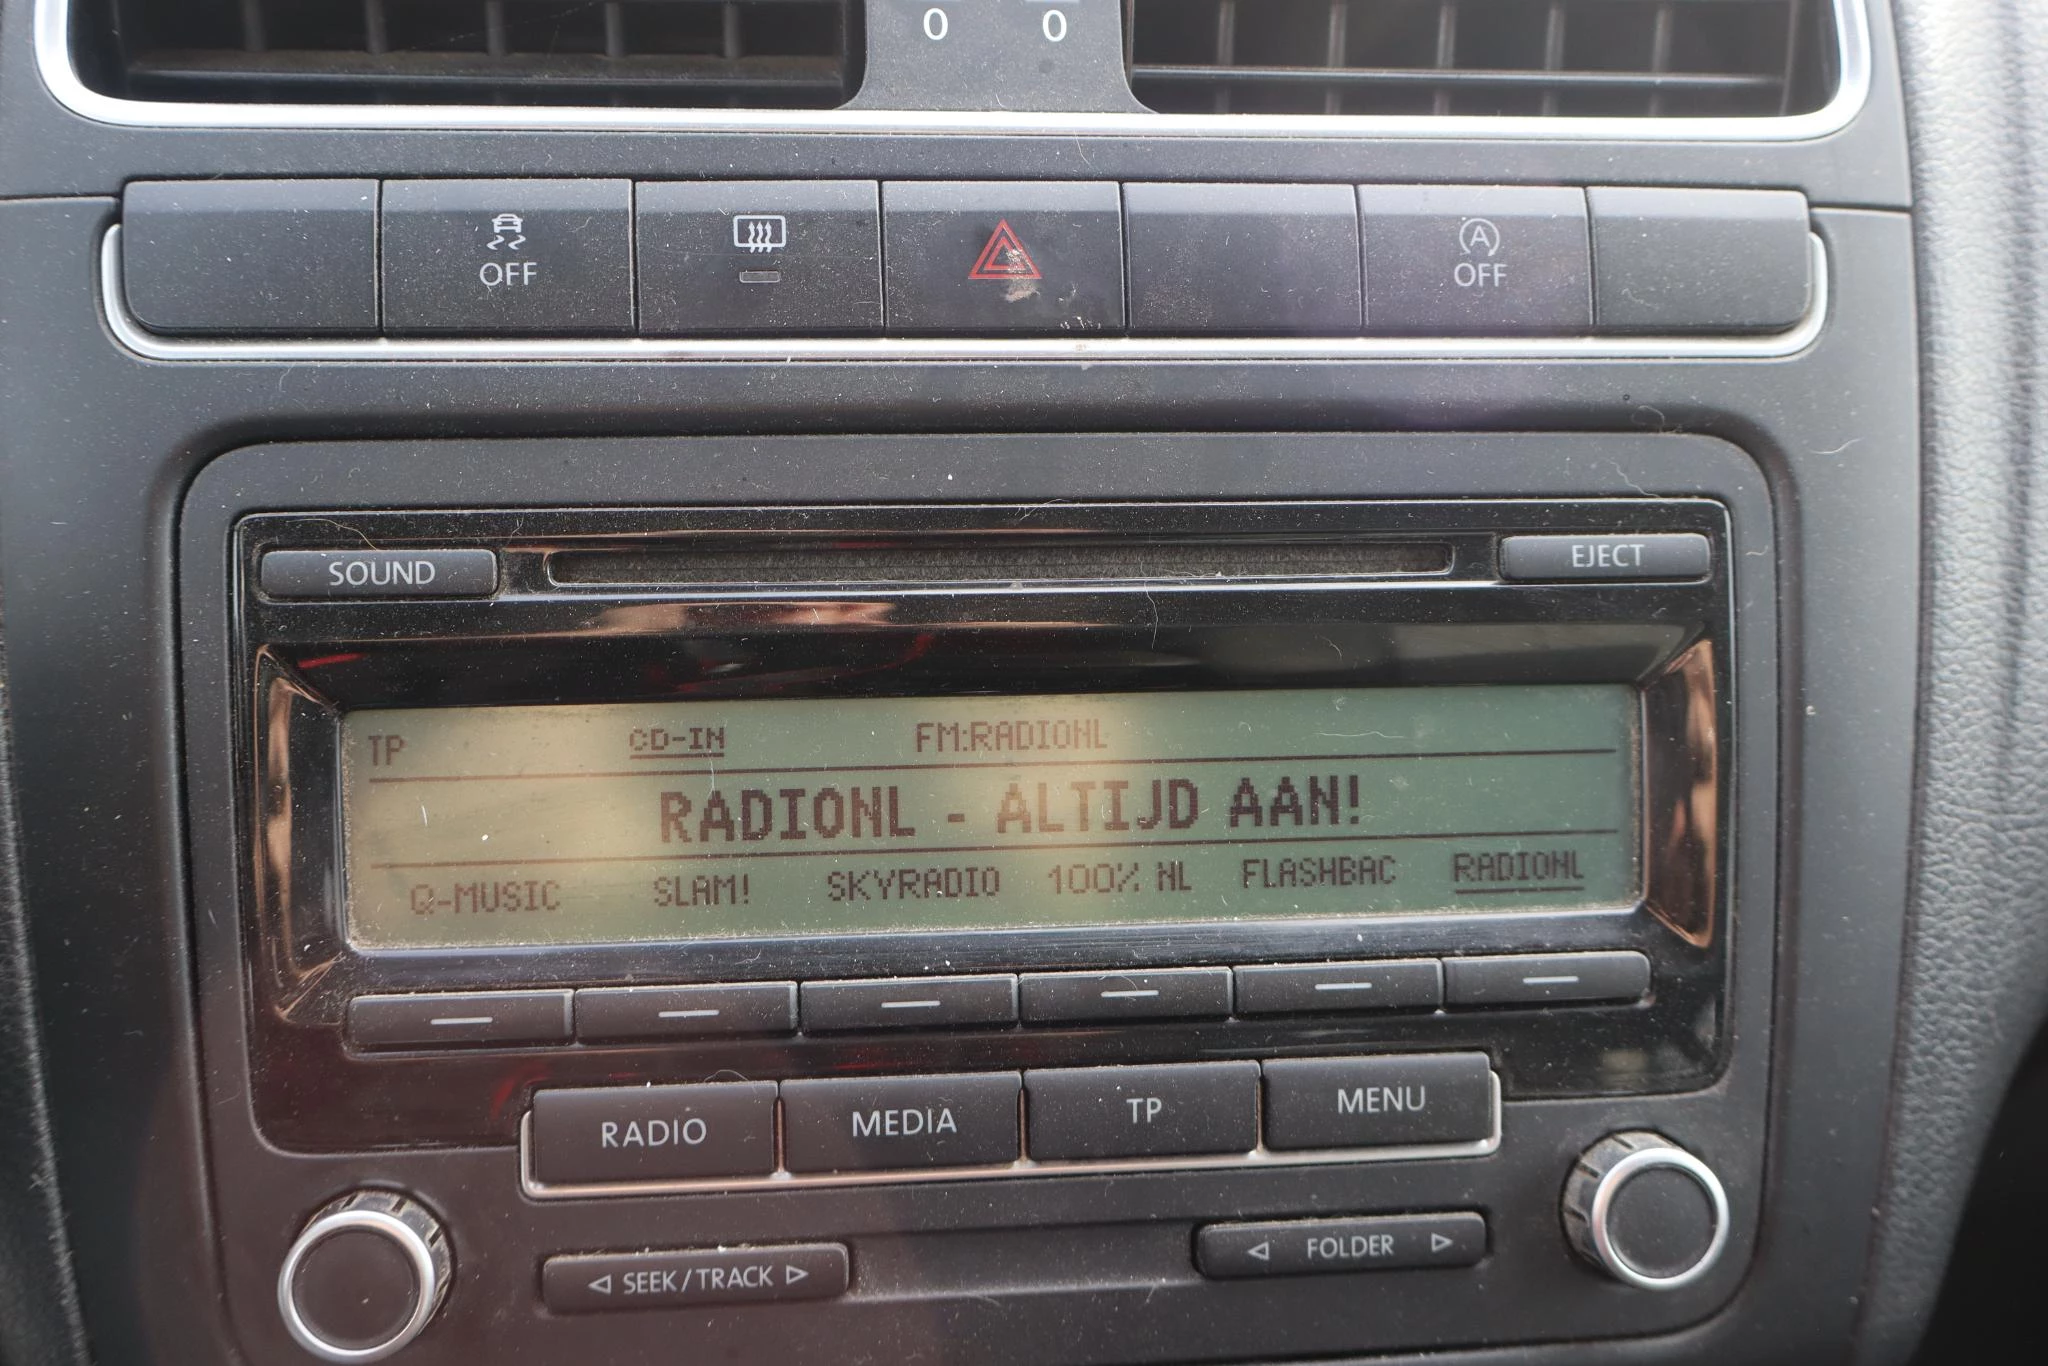 0 0
OFF
A
OFF
SOUND
EJECT
TP CD-IN FM:RADIONL
RADIONL - ALTIJD AAN!
Q-MUSIC SLAM! SKYRADIO 100% NL FLASHBAC RADIONL
RADIO MEDIA TP MENU
SEEK/TRACK
FOLDER